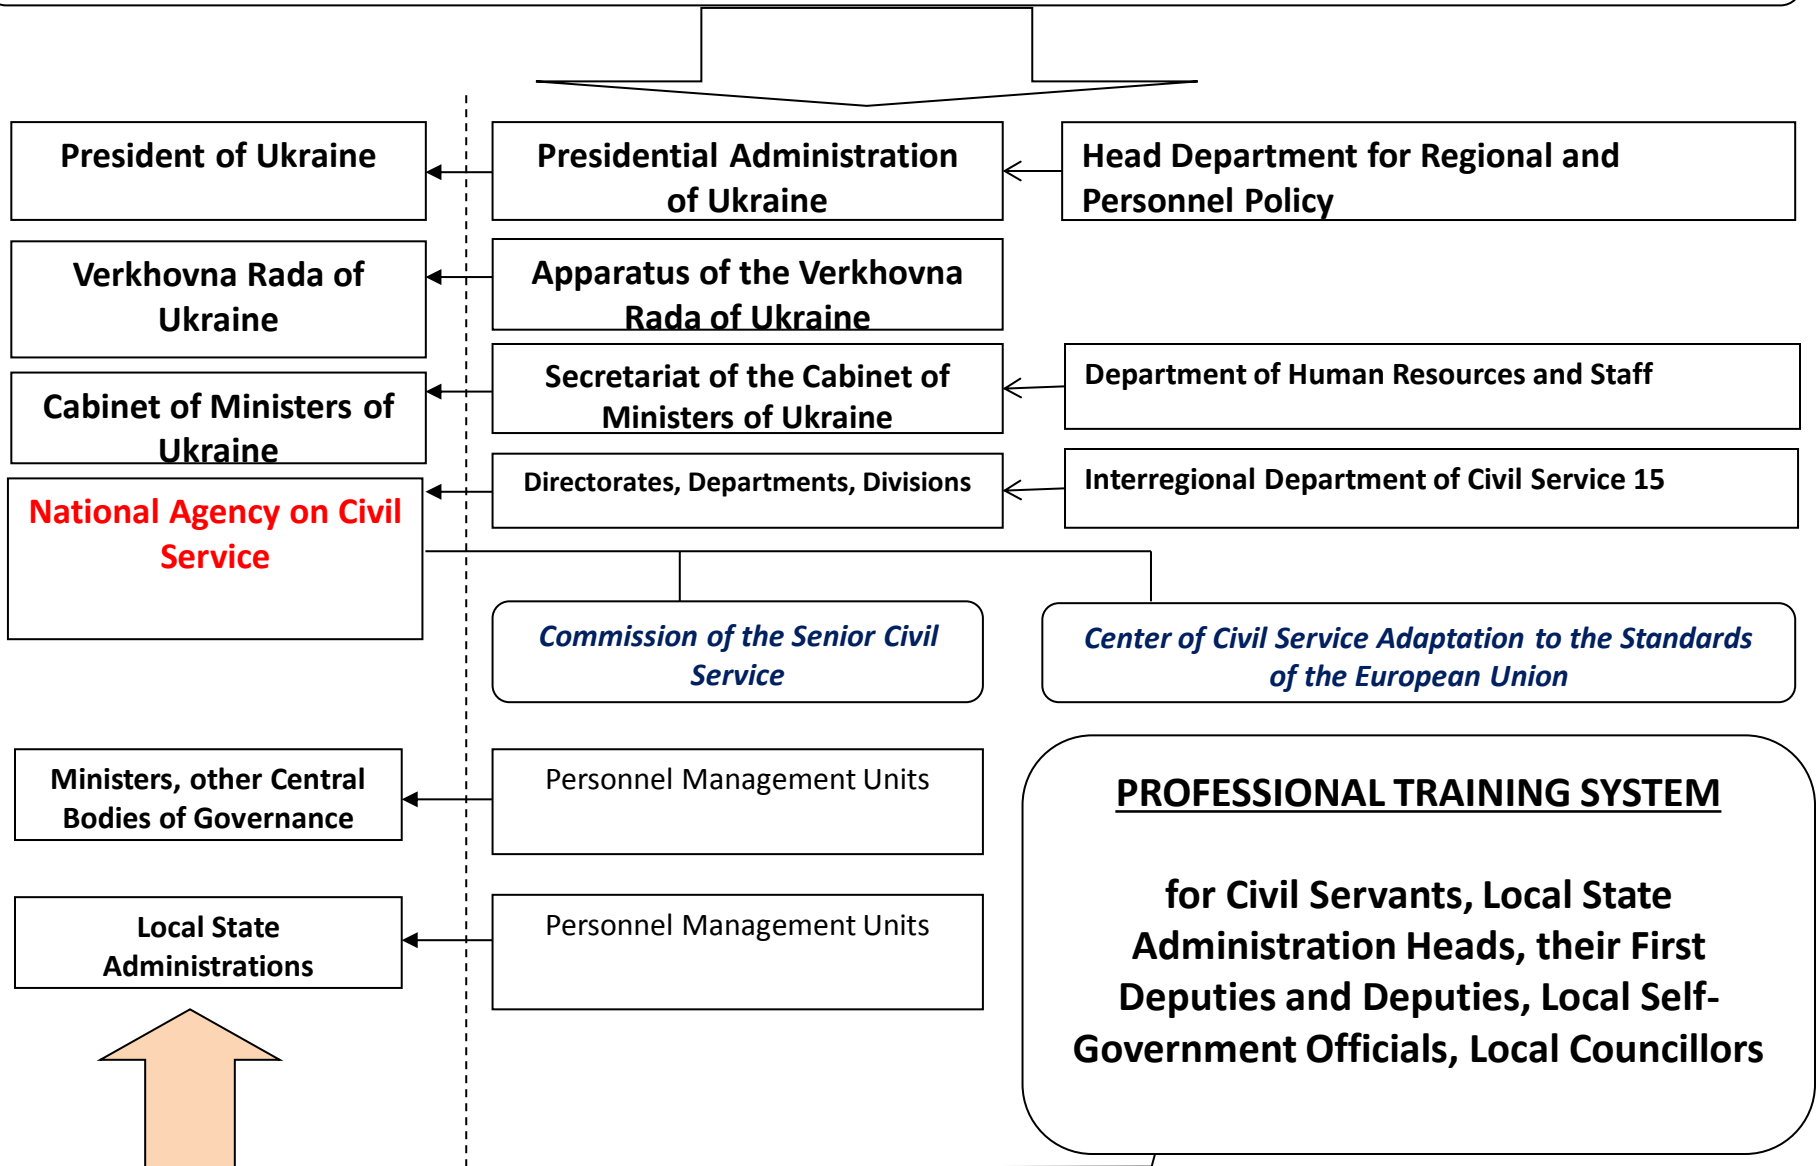 President of Ukraine
Presidential Administration
of Ukraine
Head Department for Regional and
Personnel Policy
Verkhovna Rada of
Ukraine
Apparatus of the Verkhovna
Rada of Ukraine
Cabinet of Ministers of
Ukraine
Secretariat of the Cabinet of
Ministers of Ukraine
Department of Human Resources and Staff
National Agency on Civil
Service
Directorates, Departments, Divisions
Interregional Department of Civil Service 15
Commission of the Senior Civil
Service
Center of Civil Service Adaptation to the Standards
of the European Union
Ministers, other Central
Bodies of Governance
Personnel Management Units
Local State
Administrations
Personnel Management Units
PROFESSIONAL TRAINING SYSTEM
for Civil Servants, Local State
Administration Heads, their First
Deputies and Deputies, Local Self-
Government Officials, Local Councillors